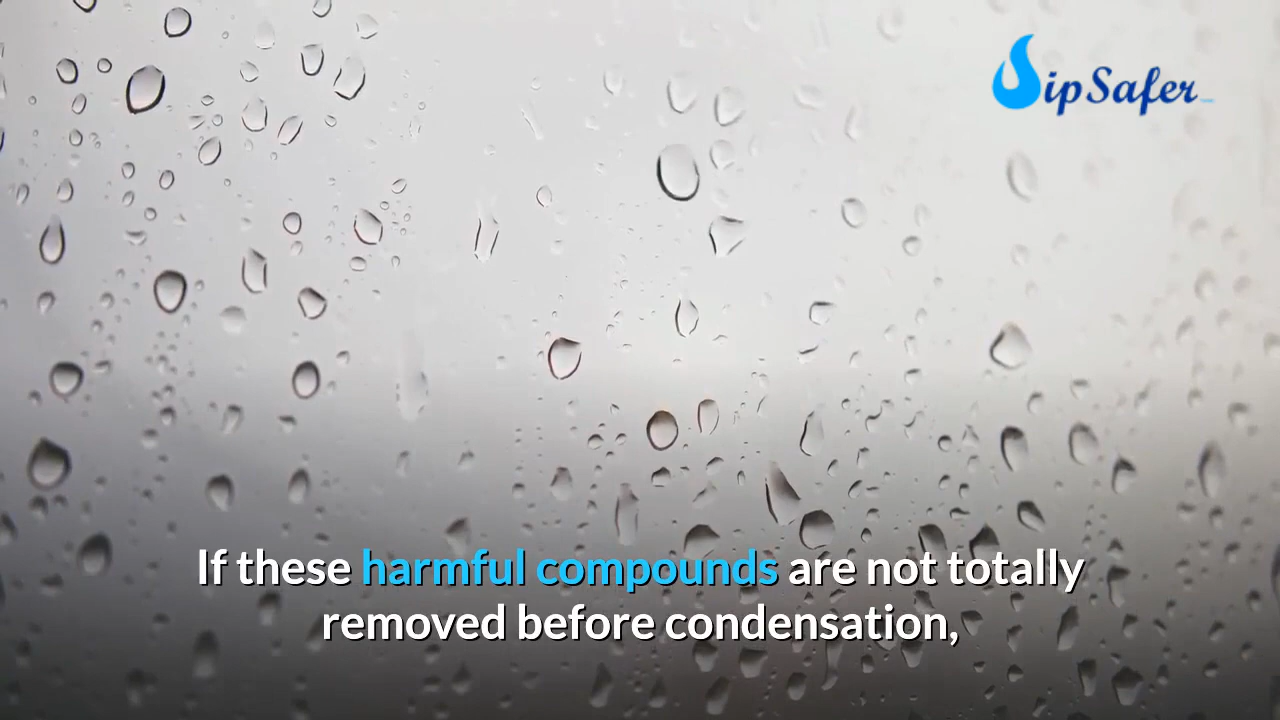 SipSafer
If these harmful compounds are not totally
removed before condensation,